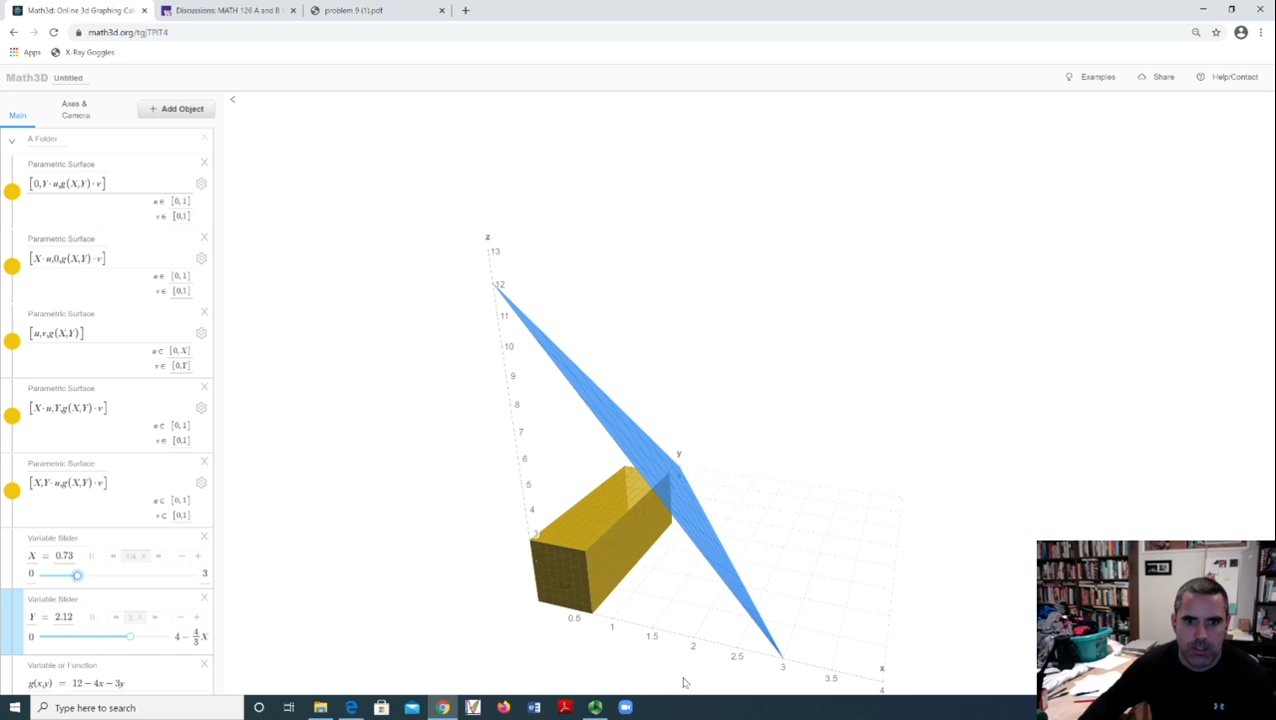 Math3d: Online 3d Graphing Cal
Discussions: MATH 126 A and B
problem 9 (1).pdf
math3d.org/tgjTPlT4
Apps
X-Ray Goggles
Math3D
Untitled
Examples
Share
Help/Contact
Main
Axes &
Camera
+ Add Object
A Folder
Parametric Surface
[0,Y·u,g(X,Y)·v]
u ∈ [0,1]
v ∈ [0,1]
Parametric Surface
[X·u,0,g(X,Y)·v]
u ∈ [0,1]
v ∈ [0,1]
Parametric Surface
[u,v,g(X,Y)]
u ∈ [0,X]
v ∈ [0,Y]
Parametric Surface
[X·u,Y,g(X,Y)·v]
u ∈ [0,1]
v ∈ [0,1]
Parametric Surface
[X,Y·u,g(X,Y)·v]
u ∈ [0,1]
v ∈ [0,1]
Variable Slider
X = 0.73
1/4 X
0
3
Variable Slider
Y = 2.12
0
4 − 4/3 X
Variable or Function
g(x,y) = 12−4x−3y
z
13
12
11
10
9
8
7
6
5
4
3
y
0.5
1
1.5
2
2.5
3
3.5
4
x
Type here to search